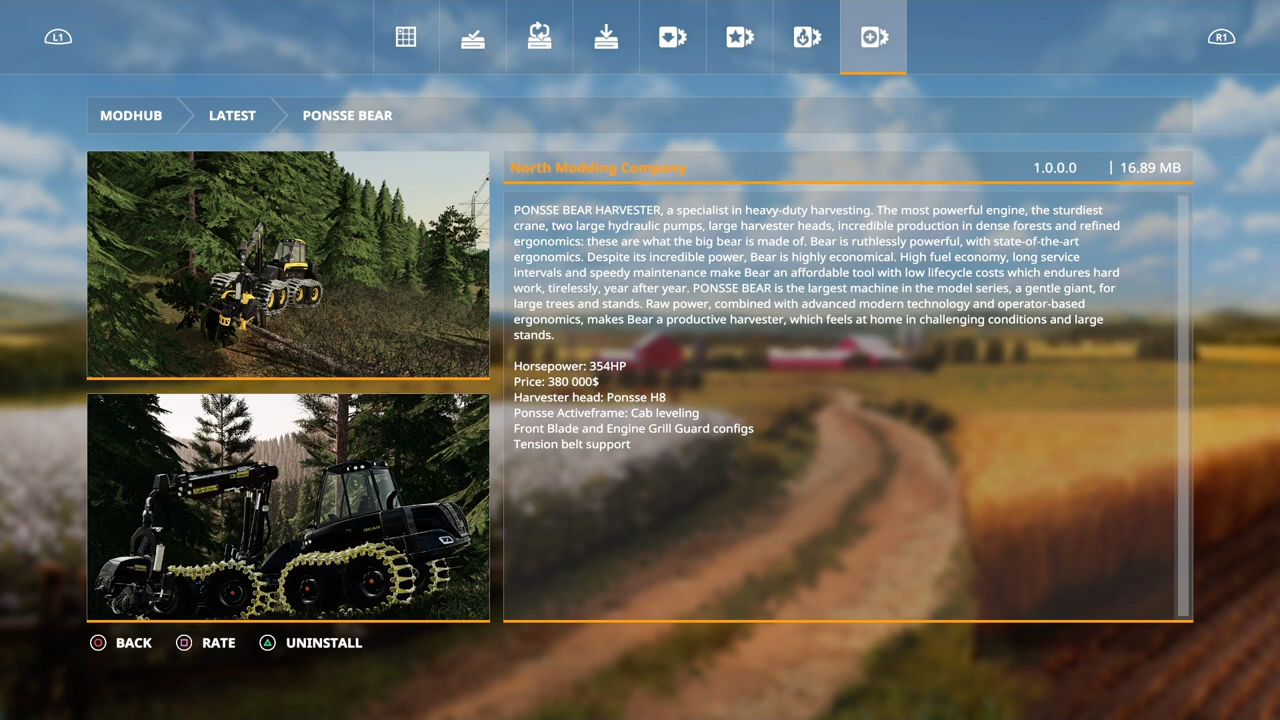 L1
R1
MODHUB
LATEST
PONSSE BEAR
North Modding Company
1.0.0.0 | 16.89 MB
PONSSE BEAR HARVESTER, a specialist in heavy-duty harvesting. The most powerful engine, the sturdiest
crane, two large hydraulic pumps, large harvester heads, incredible production in dense forests and refined
ergonomics: these are what the big bear is made of. Bear is ruthlessly powerful, with state-of-the-art
ergonomics. Despite its incredible power, Bear is highly economical. High fuel economy, long service
intervals and speedy maintenance make Bear an affordable tool with low lifecycle costs which endures hard
work, tirelessly, year after year. PONSSE BEAR is the largest machine in the model series, a gentle giant, for
large trees and stands. Raw power, combined with advanced modern technology and operator-based
ergonomics, makes Bear a productive harvester, which feels at home in challenging conditions and large
stands.
Horsepower: 354HP
Price: 380 000$
Harvester head: Ponsse H8
Ponsse Activeframe: Cab leveling
Front Blade and Engine Grill Guard configs
Tension belt support
BACK
RATE
UNINSTALL